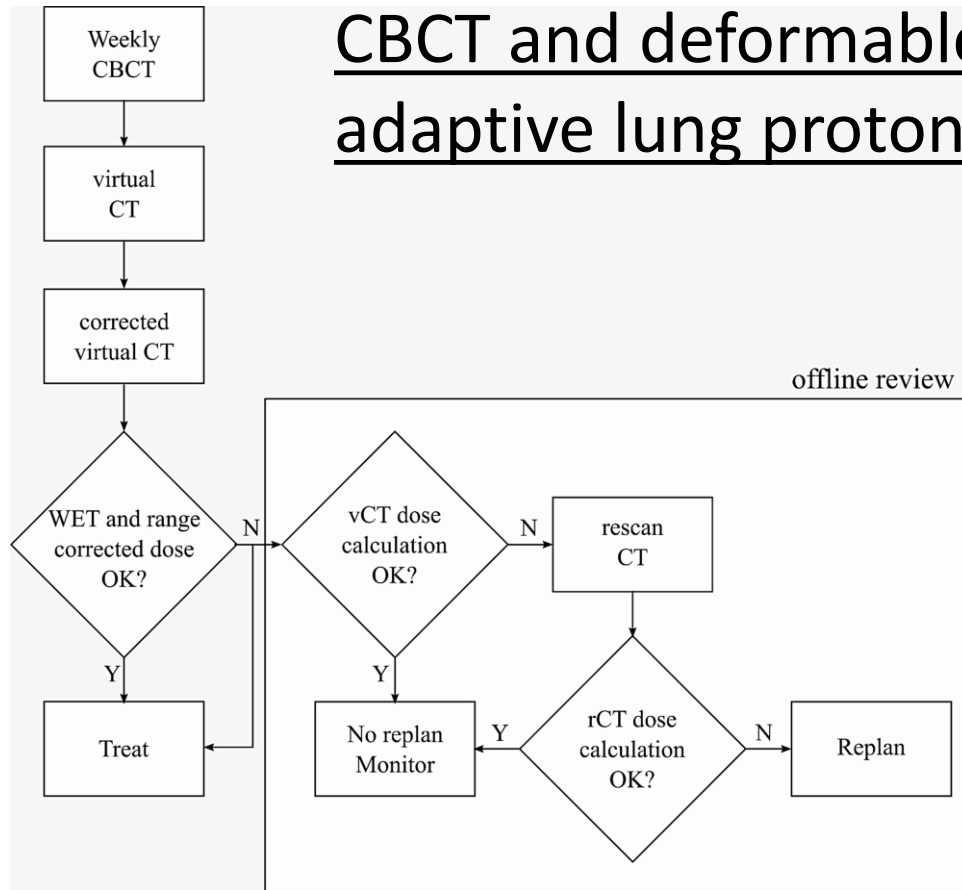 CBCT and deformable
adaptive lung proton
Weekly
CBCT
virtual
CT
corrected
virtual CT
offline review
WET and range
corrected dose
OK?
N
Y
Treat
vCT dose
calculation
OK?
N
Y
rescan
CT
No replan
Monitor
Y
rCT dose
calculation
OK?
N
Replan